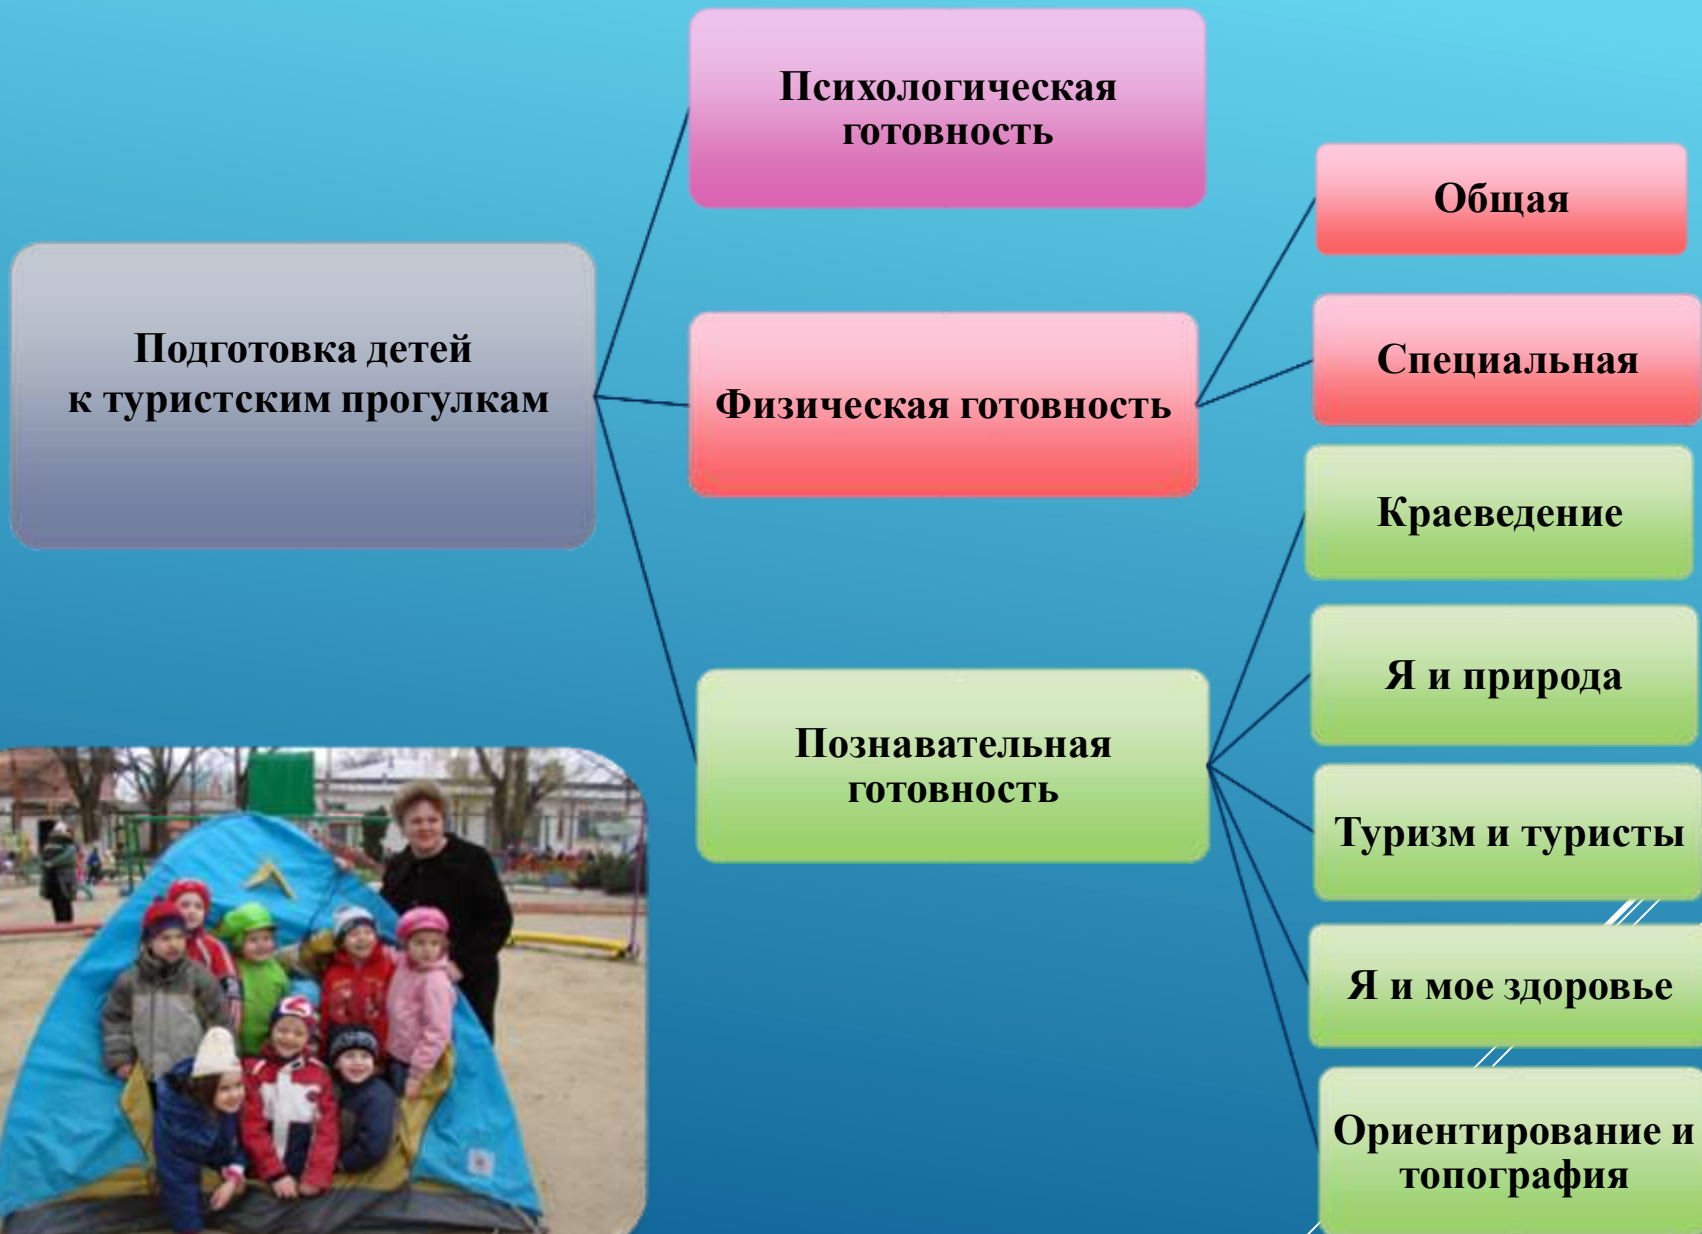 Психологическая
готовность
Общая
Подготовка детей
к туристским прогулкам
Специальная
Физическая готовность
Краеведение
Я и природа
Познавательная
готовность
Туризм и туристы
Я и мое здоровье
Ориентирование и
топография